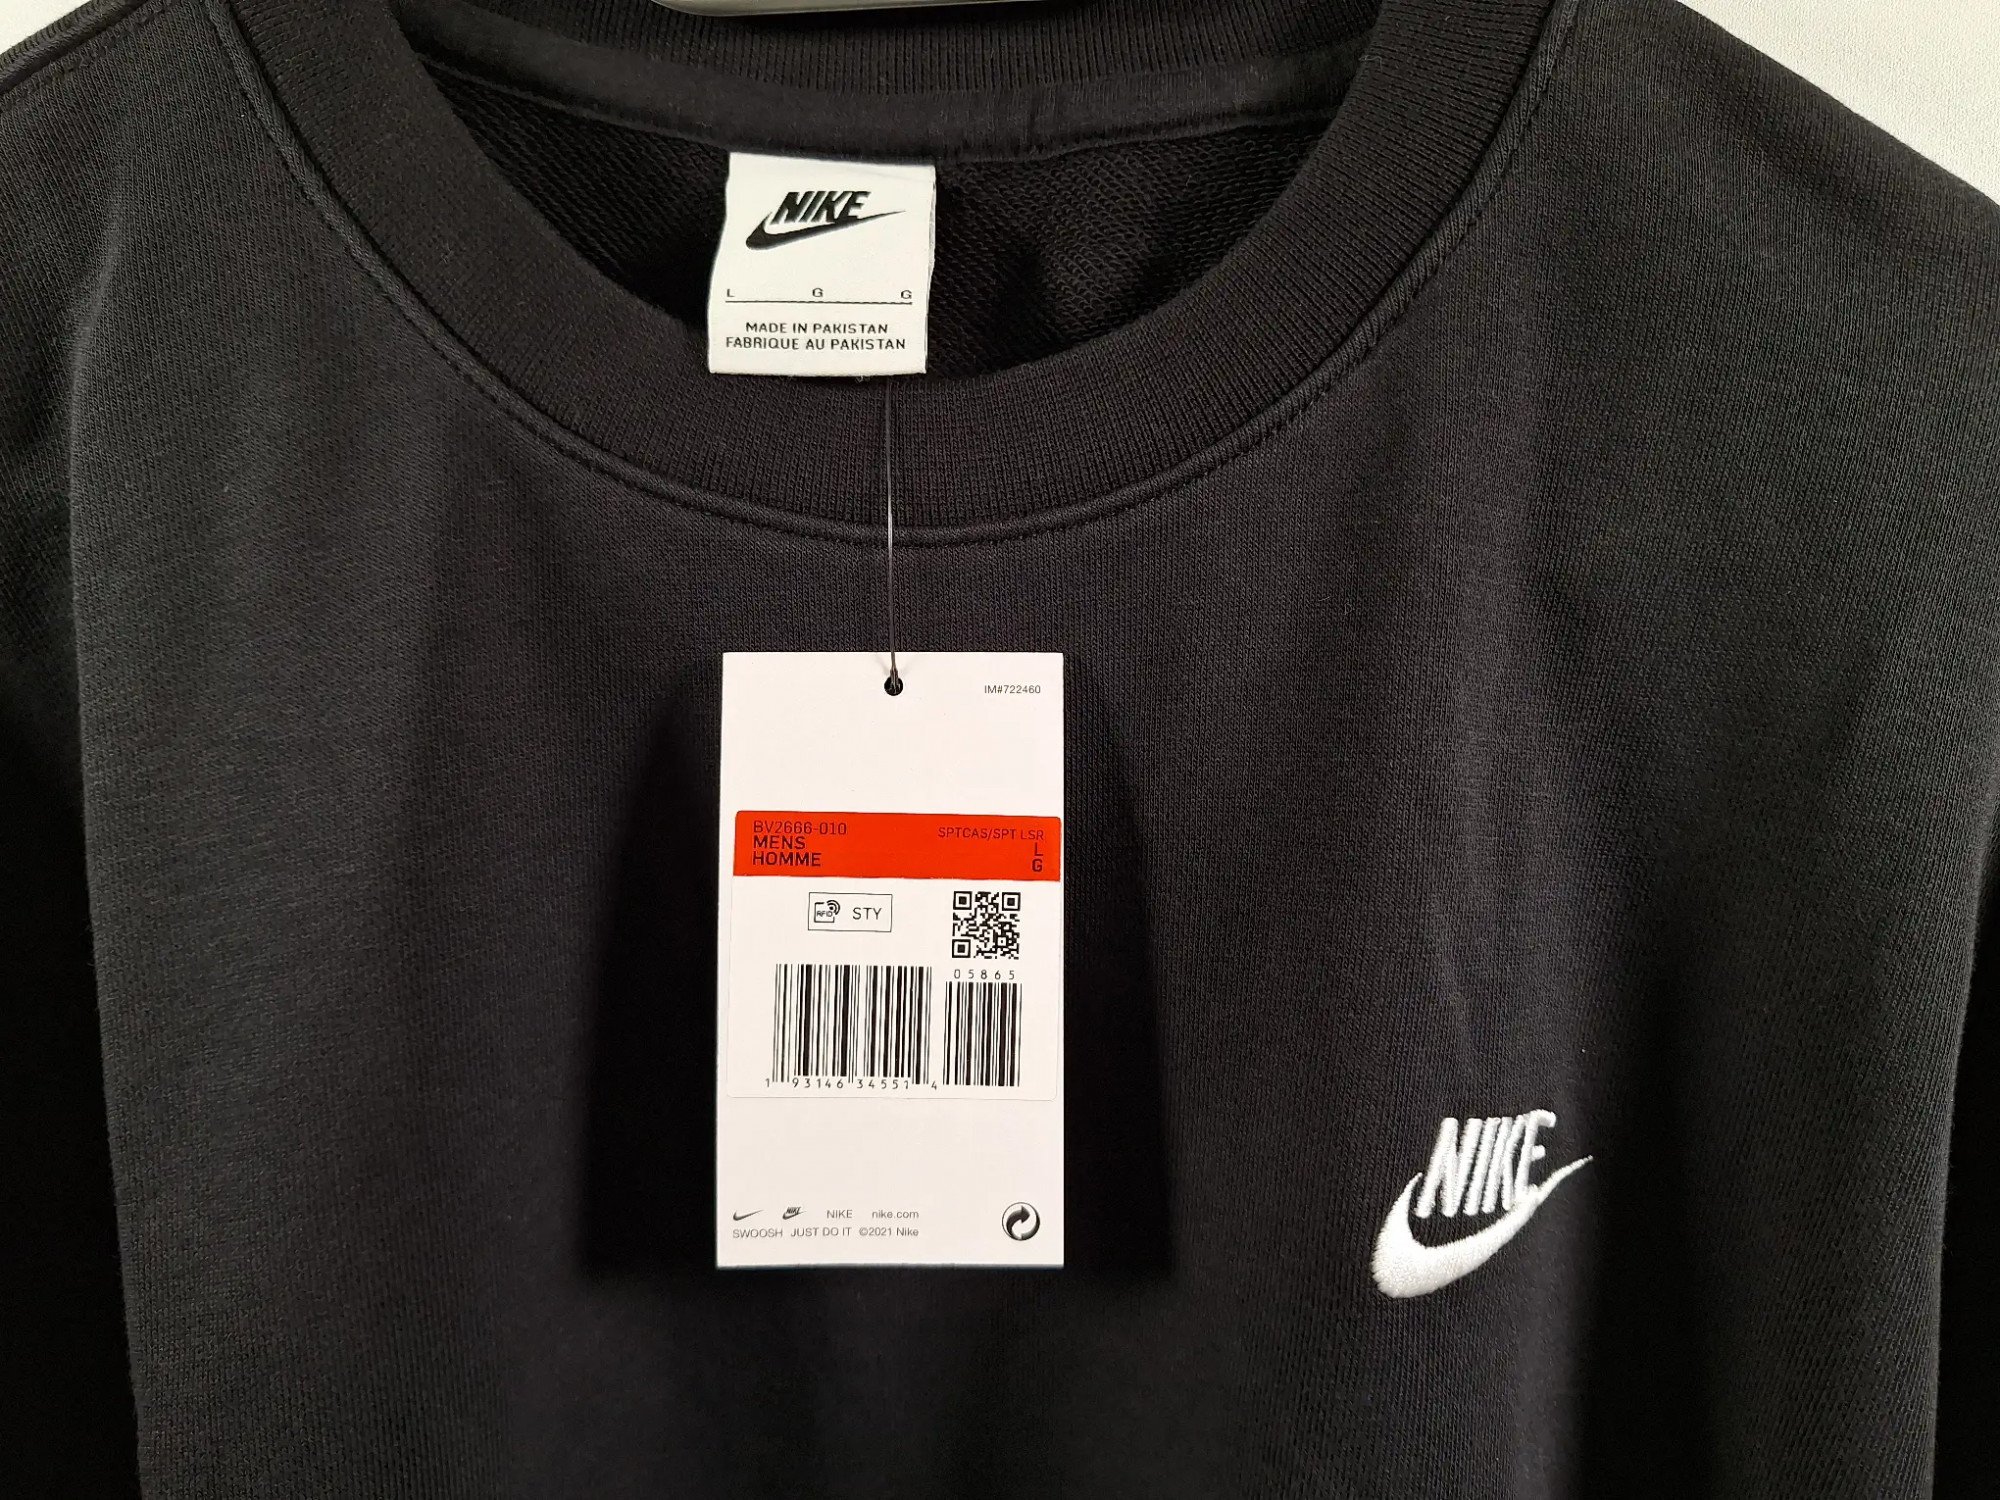 NIKE
L G G
MADE IN PAKISTAN
FABRIQUE AU PAKISTAN
IM#722460
BV2666-010 SPTCAS/SPT LSR
MENS L
HOMME G
RFID STY
05865
1 93146 34551 4
NIKE
NIKE NIKE nike.com
SWOOSH JUST DO IT ©2021 Nike